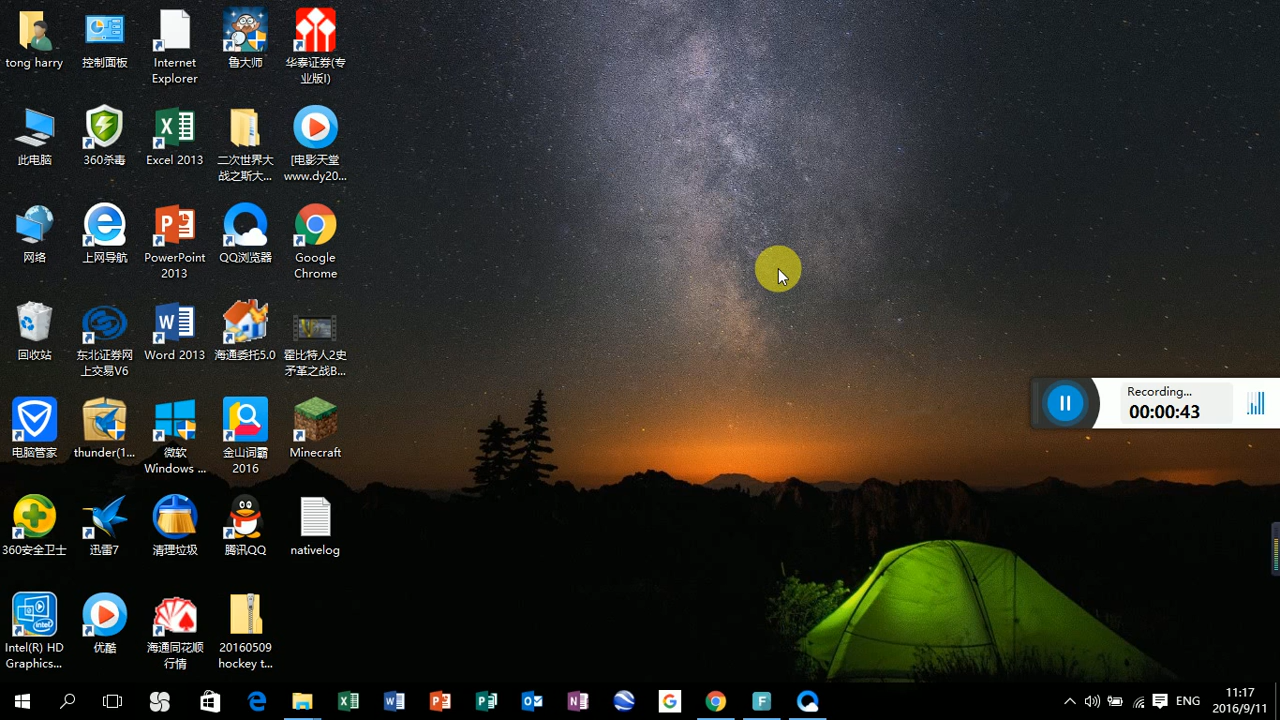 tong harry
控制面板
Internet
Explorer
鲁大师
华泰证券(专
业版Ⅰ)
此电脑
360杀毒
Excel 2013
二次世界大
战之斯大...
[电影天堂
www.dy20...
网络
上网导航
PowerPoint
2013
QQ浏览器
Google
Chrome
回收站
东北证券网
上交易V6
Word 2013
海通委托5.0
霍比特人2史
矛革之战B...
电脑管家
thunder(1...
微软
Windows ...
金山词霸
2016
Minecraft
360安全卫士
迅雷7
清理垃圾
腾讯QQ
nativelog
Intel(R) HD
Graphics...
优酷
海通同花顺
行情
20160509
hockey t...
Recording...
00:00:43
ENG
11:17
2016/9/11